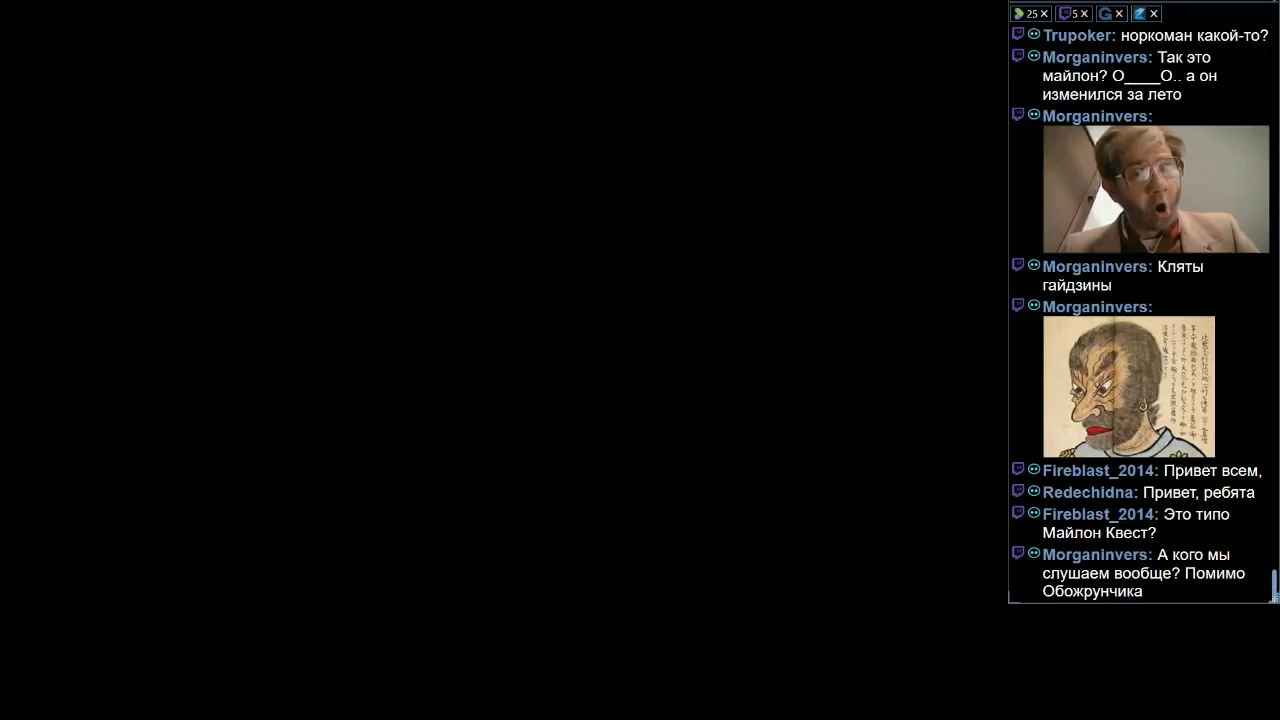 25 × 5 × × ×
Trupoker: норкоман какой-то?
Morganinvers: Так это
майлон? О____О.. а он
изменился за лето
Morganinvers:
Morganinvers: Кляты
гайдзины
Morganinvers:
Fireblast_2014: Привет всем,
Redechidna: Привет, ребята
Fireblast_2014: Это типо
Майлон Квест?
Morganinvers: А кого мы
слушаем вообще? Помимо
Обожрунчика